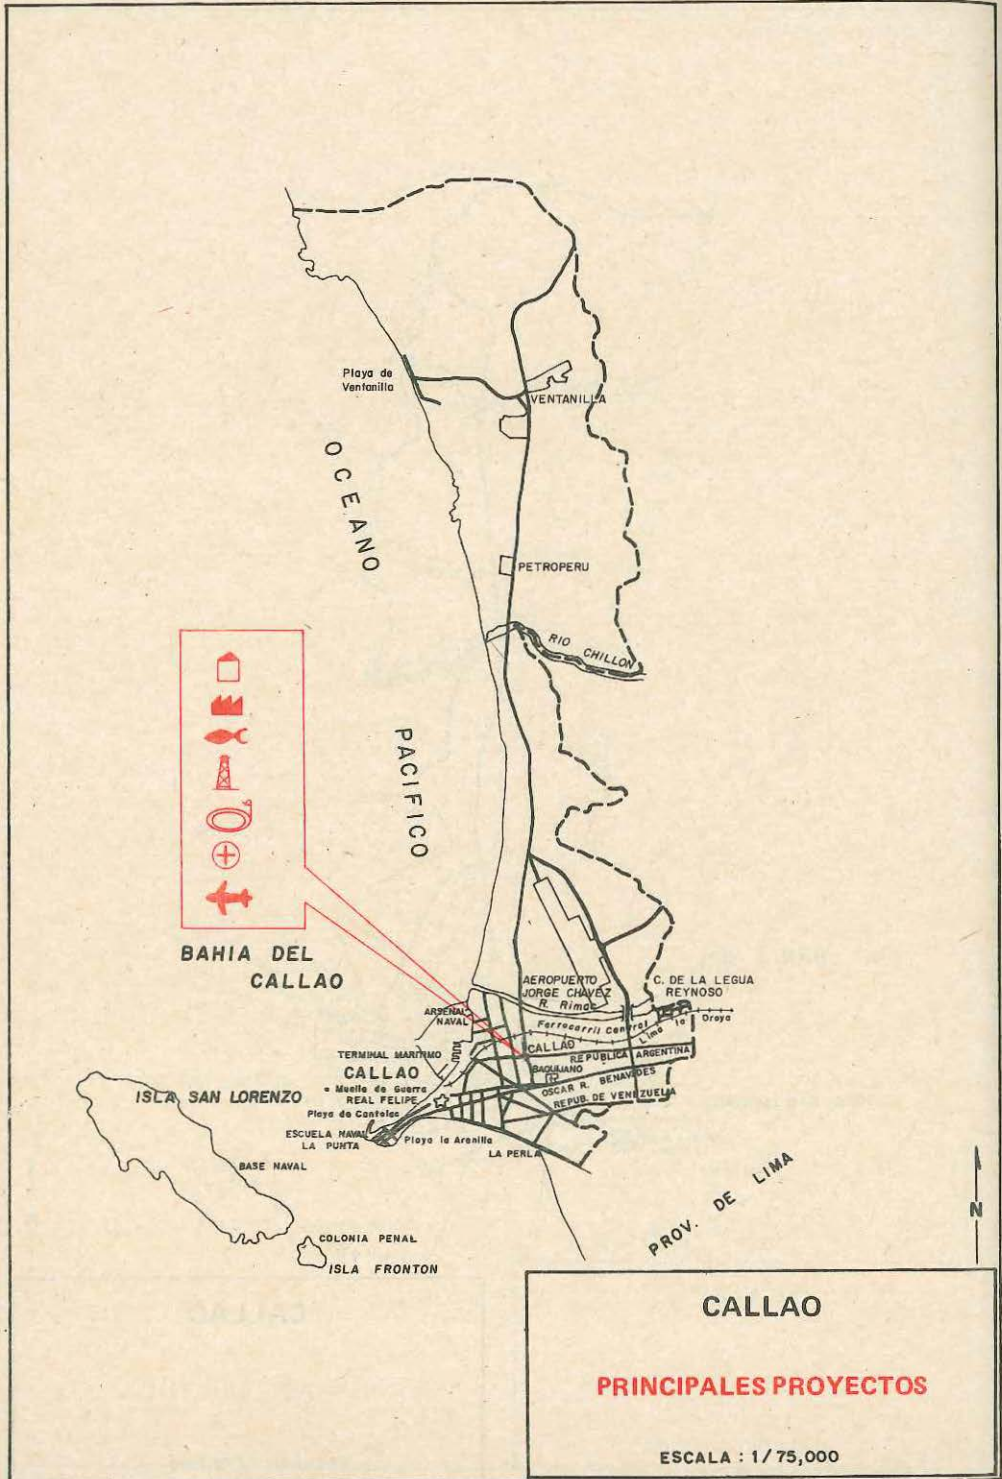 Playa de
Ventanilla
VENTANILLA
OCEANO
PETROPERU
RIO CHILLON
PACIFICO
BAHIA DEL
CALLAO
AEROPUERTO
JORGE CHAVEZ
R. Rimac
C. DE LA LEGUA
REYNOSO
ARSENAL
NAVAL
Ferrocarril Central Lima la Oroya
CALLAO
REPUBLICA ARGENTINA
TERMINAL MARITIMO
CALLAO
BAQUIJANO
OSCAR R. BENAVIDES
Muelle de Guerra
REAL FELIPE
REPUB. DE VENEZUELA
ISLA SAN LORENZO
Playa de Cantolao
ESCUELA NAVAL
LA PUNTA
Playa la Arenilla
LA PERLA
BASE NAVAL
PROV. DE LIMA
N
COLONIA PENAL
ISLA FRONTON
CALLAO
PRINCIPALES PROYECTOS
ESCALA : 1/75,000